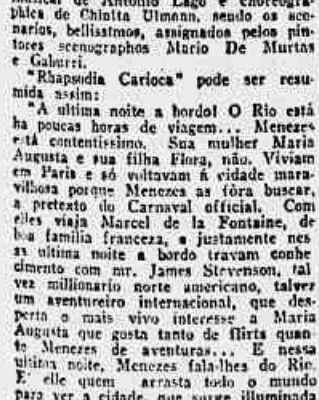 musical de Antonio Lago e choreogra-
phica de Chinita Ulmann, sendo os sce-
narios, bellissimos, assignados pelos pin-
tores scenographos Mario De Murtas
e Gaburri.
"Rhapsodia Carioca" pode ser resu-
mida assim:
"A ultima noite a bordo! O Rio está
ha poucas horas de viagem... Menezes
está contentissimo. Sua mulher Maria
Augusta e sua filha Flora, não. Viviam
em Paris e só voltavam á cidade mara-
vilhosa porque Menezes as fôra buscar,
a pretexto do Carnaval official. Com
elles viaja Marcel de la Fontaine, de
boa familia franceza, e justamente nes
sa ultima noite a bordo travam conhe
cimento com mr. James Stevenson, tal
vez millionario norte americano, talvez
um aventureiro internacional, que des-
perta o mais vivo interesse a Maria
Augusta que gosta tanto de flirts quan
to Menezes de aventuras... E nessa
ultima noite, Menezes fala-lhes do Rio.
E' elle quem arrasta todo o mundo
para ver a cidade, que surge illuminada